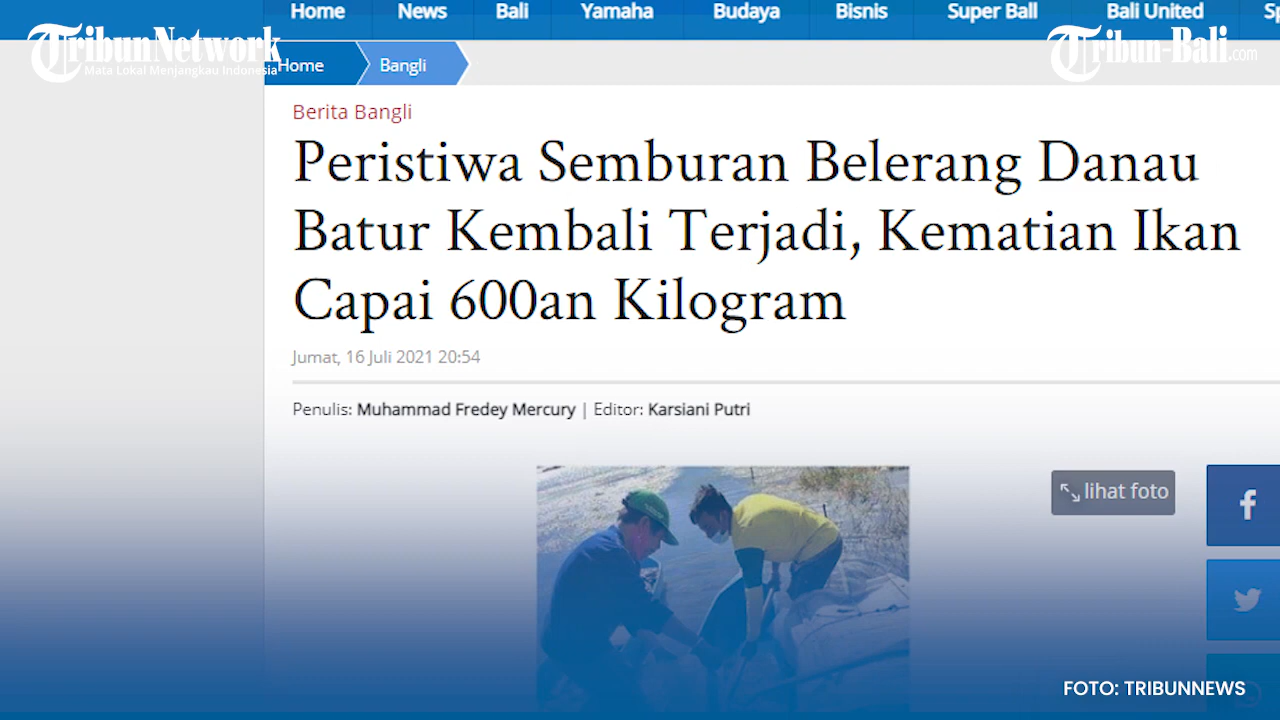 Home News Bali Yamaha Budaya Bisnis Super Ball Bali United Sp
TribunNetwork
Mata Lokal Menjangkau Indonesia
Tribun-Bali.com
Home Bangli
Berita Bangli
Peristiwa Semburan Belerang Danau
Batur Kembali Terjadi, Kematian Ikan
Capai 600an Kilogram
Jumat, 16 Juli 2021 20:54
Penulis: Muhammad Fredey Mercury | Editor: Karsiani Putri
lihat foto
FOTO: TRIBUNNEWS